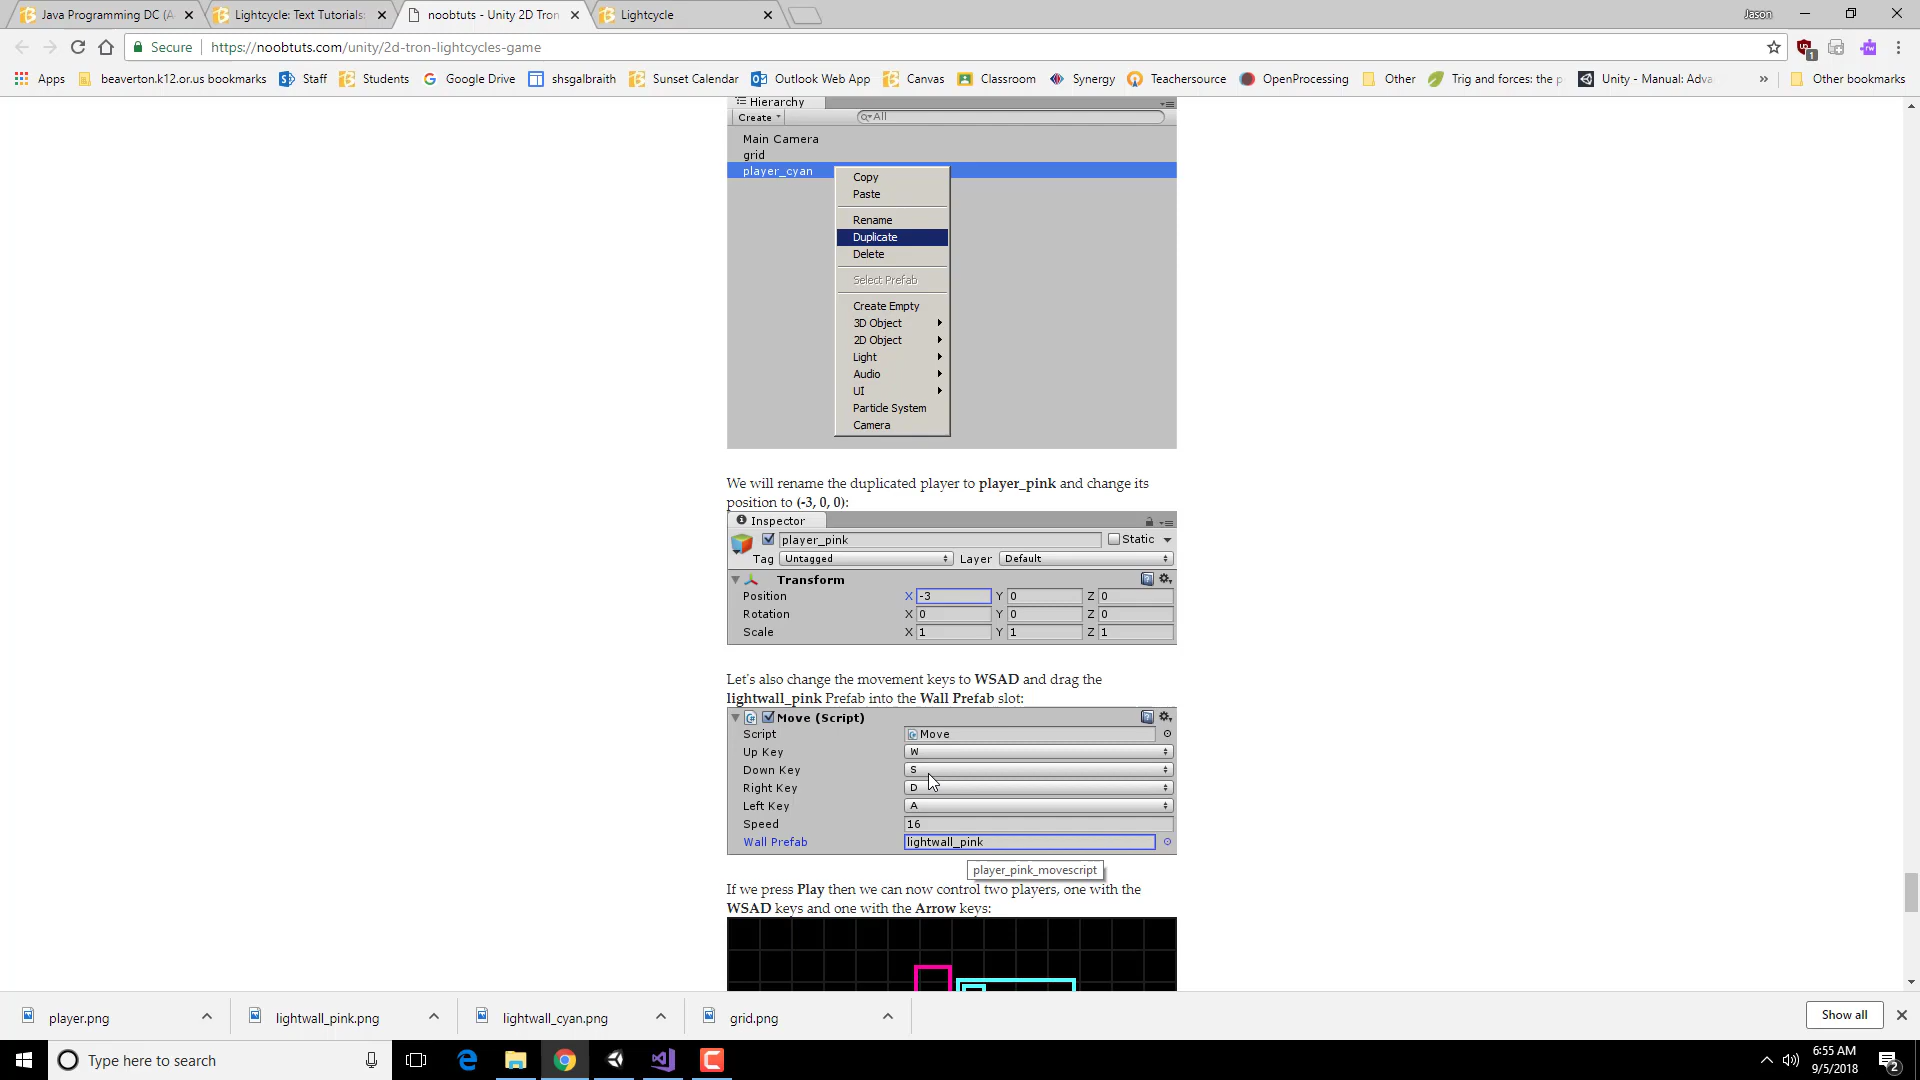 Java Programming DC (A
Lightcycle: Text Tutorials:
noobtuts - Unity 2D Tron
Lightcycle
Jason
Secure
https://noobtuts.com/unity/2d-tron-lightcycles-game
1
Apps
beaverton.k12.or.us bookmarks
Staff
Students
Google Drive
shsgalbraith
Sunset Calendar
Outlook Web App
Canvas
Classroom
Synergy
Teachersource
OpenProcessing
Other
Trig and forces: the p
Unity - Manual: Adva
»
Other bookmarks
Hierarchy
Create
All
Main Camera
grid
player_cyan
Copy
Paste
Rename
Duplicate
Delete
Select Prefab
Create Empty
3D Object
2D Object
Light
Audio
UI
Particle System
Camera
We will rename the duplicated player to player_pink and change its
position to (-3, 0, 0):
Inspector
player_pink
Static
Tag Untagged Layer Default
Transform
Position X -3 Y 0 Z 0
Rotation X 0 Y 0 Z 0
Scale X 1 Y 1 Z 1
Let's also change the movement keys to WSAD and drag the
lightwall_pink Prefab into the Wall Prefab slot:
Move (Script)
Script Move
Up Key W
Down Key S
Right Key D
Left Key A
Speed 16
Wall Prefab lightwall_pink
player_pink_movescript
If we press Play then we can now control two players, one with the
WSAD keys and one with the Arrow keys:
player.png
lightwall_pink.png
lightwall_cyan.png
grid.png
Show all
Type here to search
6:55 AM
9/5/2018
2